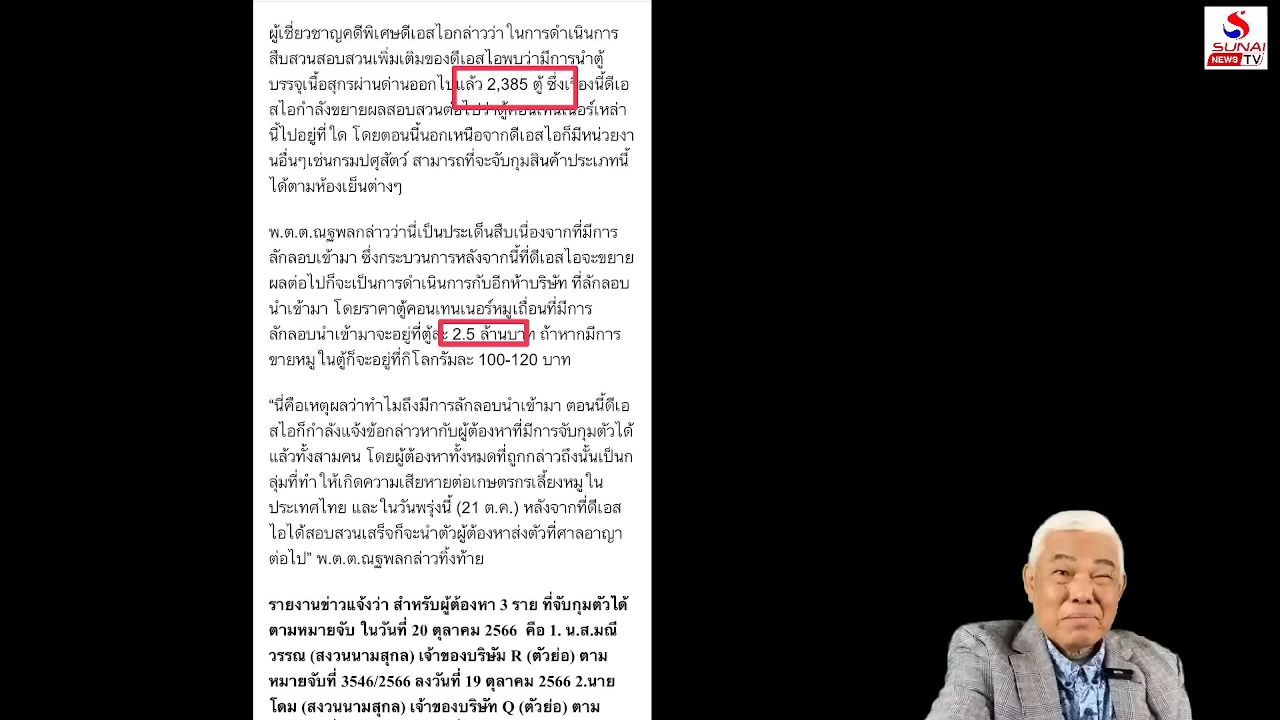 ผู้เชี่ยวชาญคดีพิเศษดีเอสไอกล่าวว่า ในการดำเนินการ
สืบสวนสอบสวนเพิ่มเติมของดีเอสไอพบว่ามีการนำตู้
บรรจุเนื้อสุกรผ่านด่านออกไปแล้ว 2,385 ตู้ ซึ่งเรื่องนี้ดีเอ
สไอกำลังขยายผลสอบสวนต่อไปว่าตู้คอนเทนเนอร์เหล่า
นี้ไปอยู่ที่ใด โดยตอนนี้นอกเหนือจากดีเอสไอก็มีหน่วยงา
นอื่นๆเช่นกรมปศุสัตว์ สามารถที่จะจับกุมสินค้าประเภทนี้
ได้ตามห้องเย็นต่างๆ
พ.ต.ต.ณฐพลกล่าวว่านี่เป็นประเด็นสืบเนื่องจากที่มีการ
ลักลอบเข้ามา ซึ่งกระบวนการหลังจากนี้ที่ดีเอสไอจะขยาย
ผลต่อไปก็จะเป็นการดำเนินการกับอีกห้าบริษัท ที่ลักลอบ
นำเข้ามา โดยราคาตู้คอนเทนเนอร์หมูเถื่อนที่มีการ
ลักลอบนำเข้ามาจะอยู่ที่ตู้ละ 2.5 ล้านบาท ถ้าหากมีการ
ขายหมูในตู้ก็จะอยู่ที่กิโลกรัมละ 100-120 บาท
“นี่คือเหตุผลว่าทำไมถึงมีการลักลอบนำเข้ามา ตอนนี้ดีเอ
สไอก็กำลังแจ้งข้อกล่าวหากับผู้ต้องหาที่มีการจับกุมตัวได้
แล้วทั้งสามคน โดยผู้ต้องหาทั้งหมดที่ถูกกล่าวถึงนั้นเป็นก
ลุ่มที่ทำให้เกิดความเสียหายต่อเกษตรกรเลี้ยงหมูใน
ประเทศไทย และในวันพรุ่งนี้ (21 ต.ค.) หลังจากที่ดีเอส
ไอได้สอบสวนเสร็จก็จะนำตัวผู้ต้องหาส่งตัวที่ศาลอาญา
ต่อไป” พ.ต.ต.ณฐพลกล่าวทิ้งท้าย
รายงานข่าวแจ้งว่า สำหรับผู้ต้องหา 3 ราย ที่จับกุมตัวได้
ตามหมายจับ ในวันที่ 20 ตุลาคม 2566 คือ 1. น.ส.มณี
วรรณ (สงวนนามสกุล) เจ้าของบริษัม R (ตัวย่อ) ตาม
หมายจับที่ 3546/2566 ลงวันที่ 19 ตุลาคม 2566 2.นาย
โดม (สงวนนามสกุล) เจ้าของบริษัท Q (ตัวย่อ) ตาม
SUNAI
NEWS TV